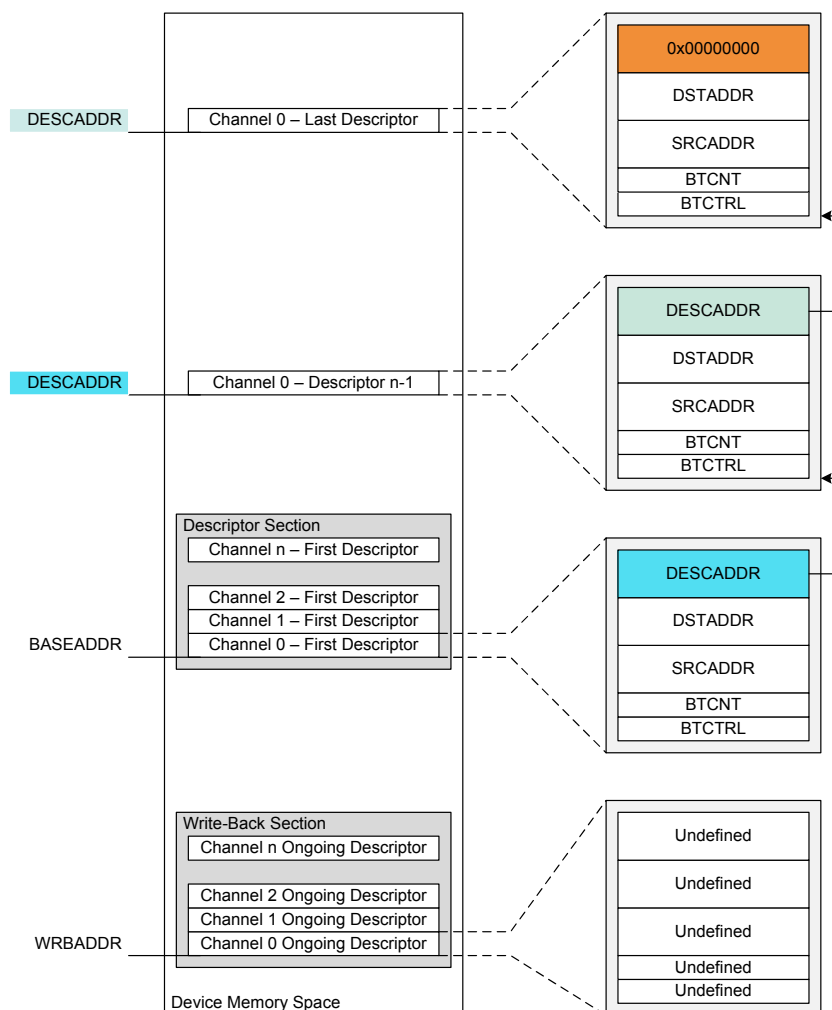 0x00000000
DSTADDR
DESCADDR
Channel 0 – Last Descriptor
SRCADDR
BTCNT
BTCTRL
DESCADDR
DSTADDR
DESCADDR
Channel 0 – Descriptor n-1
SRCADDR
BTCNT
BTCTRL
Descriptor Section
Channel n – First Descriptor
DESCADDR
Channel 2 – First Descriptor
Channel 1 – First Descriptor
DSTADDR
BASEADDR
Channel 0 – First Descriptor
SRCADDR
BTCNT
BTCTRL
Write-Back Section
Channel n Ongoing Descriptor
Undefined
Channel 2 Ongoing Descriptor
Undefined
Channel 1 Ongoing Descriptor
Undefined
WRBADDR
Channel 0 Ongoing Descriptor
Undefined
Undefined
Device Memory Space